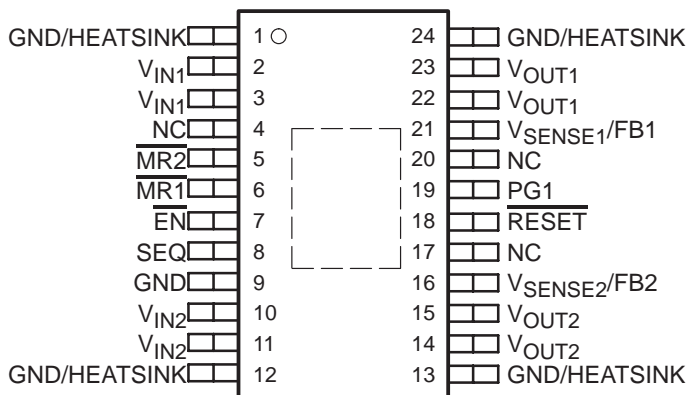 GND/HEATSINK 1 24 GND/HEATSINK
VIN1 2 23 VOUT1
VIN1 3 22 VOUT1
NC 4 21 VSENSE1/FB1
MR2 5 20 NC
MR1 6 19 PG1
EN 7 18 RESET
SEQ 8 17 NC
GND 9 16 VSENSE2/FB2
VIN2 10 15 VOUT2
VIN2 11 14 VOUT2
GND/HEATSINK 12 13 GND/HEATSINK